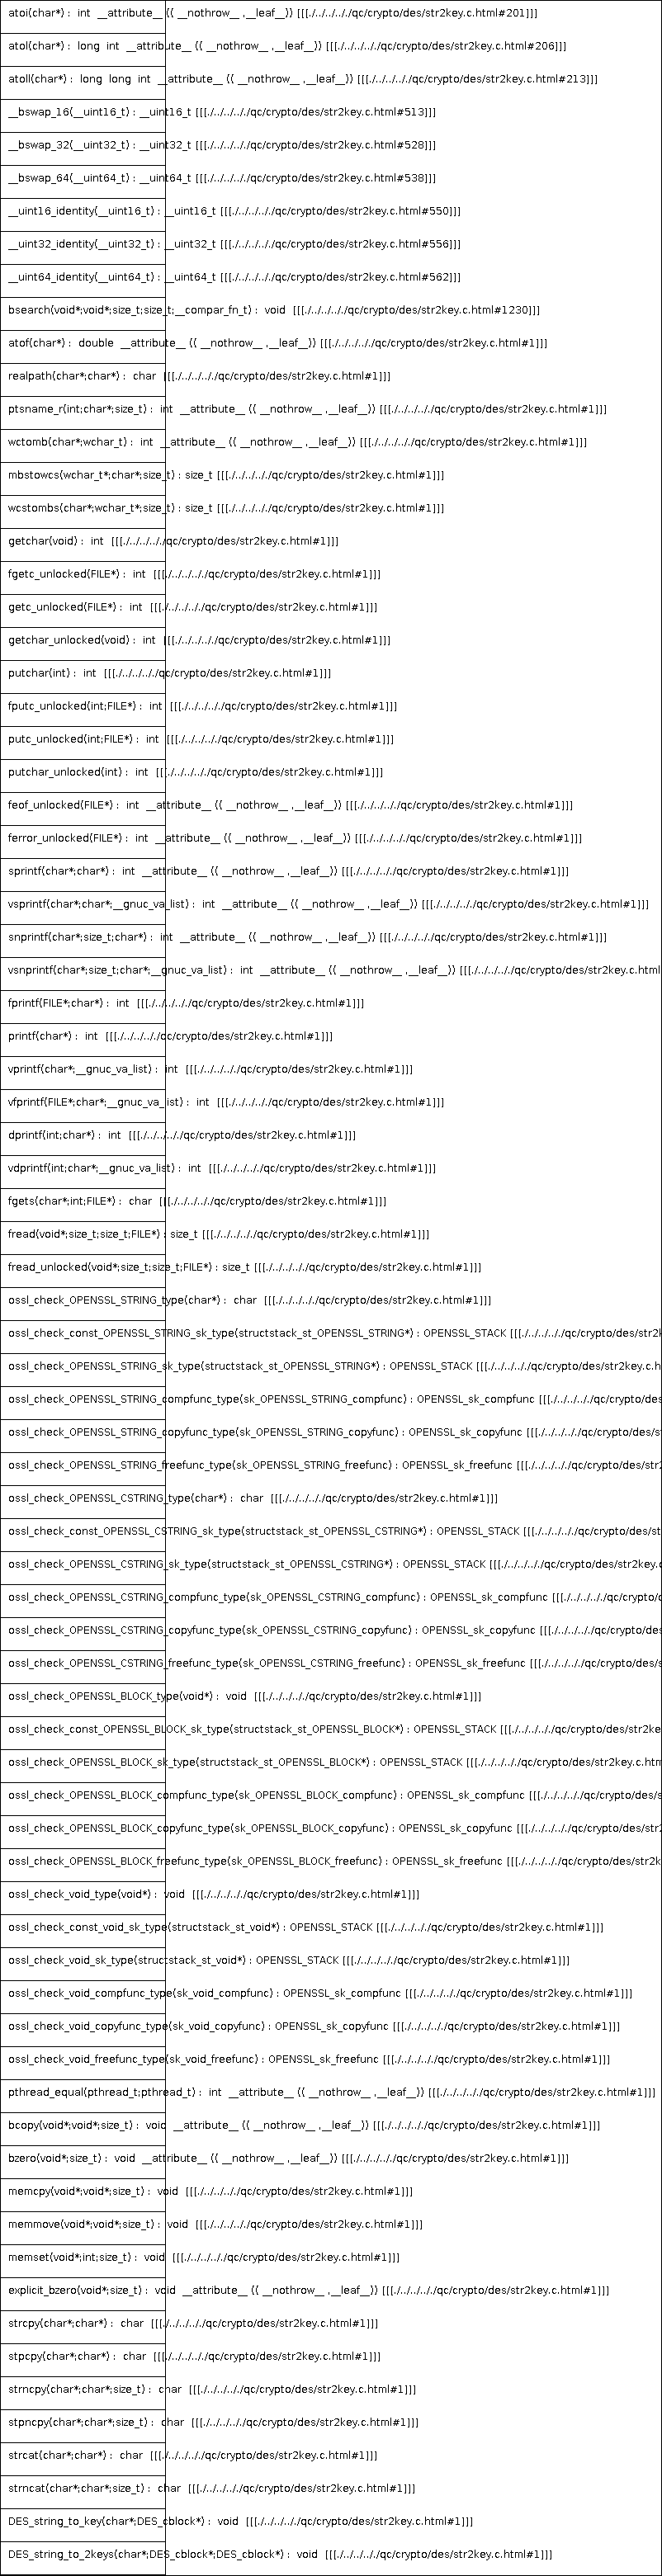 atoi(char*) : int __attribute__ (( __nothrow__ ,__leaf__)) [[[./../../../../qc/crypto/des/str2key.c.html#201]]]
atol(char*) : long int __attribute__ (( __nothrow__ ,__leaf__)) [[[./../../../../qc/crypto/des/str2key.c.html#206]]]
atoll(char*) : long long int __attribute__ (( __nothrow__ ,__leaf__)) [[[./../../../../qc/crypto/des/str2key.c.html#213]]]
__bswap_16(__uint16_t) : __uint16_t [[[./../../../../qc/crypto/des/str2key.c.html#513]]]
__bswap_32(__uint32_t) : __uint32_t [[[./../../../../qc/crypto/des/str2key.c.html#528]]]
__bswap_64(__uint64_t) : __uint64_t [[[./../../../../qc/crypto/des/str2key.c.html#538]]]
__uint16_identity(__uint16_t) : __uint16_t [[[./../../../../qc/crypto/des/str2key.c.html#550]]]
__uint32_identity(__uint32_t) : __uint32_t [[[./../../../../qc/crypto/des/str2key.c.html#556]]]
__uint64_identity(__uint64_t) : __uint64_t [[[./../../../../qc/crypto/des/str2key.c.html#562]]]
bsearch(void*;void*;size_t;size_t;__compar_fn_t) : void [[[./../../../../qc/crypto/des/str2key.c.html#1230]]]
atof(char*) : double __attribute__ (( __nothrow__ ,__leaf__)) [[[./../../../../qc/crypto/des/str2key.c.html#1]]]
realpath(char*;char*) : char [[[./../../../../qc/crypto/des/str2key.c.html#1]]]
ptsname_r(int;char*;size_t) : int __attribute__ (( __nothrow__ ,__leaf__)) [[[./../../../../qc/crypto/des/str2key.c.html#1]]]
wctomb(char*;wchar_t) : int __attribute__ (( __nothrow__ ,__leaf__)) [[[./../../../../qc/crypto/des/str2key.c.html#1]]]
mbstowcs(wchar_t*;char*;size_t) : size_t [[[./../../../../qc/crypto/des/str2key.c.html#1]]]
wcstombs(char*;wchar_t*;size_t) : size_t [[[./../../../../qc/crypto/des/str2key.c.html#1]]]
getchar(void) : int [[[./../../../../qc/crypto/des/str2key.c.html#1]]]
fgetc_unlocked(FILE*) : int [[[./../../../../qc/crypto/des/str2key.c.html#1]]]
getc_unlocked(FILE*) : int [[[./../../../../qc/crypto/des/str2key.c.html#1]]]
getchar_unlocked(void) : int [[[./../../../../qc/crypto/des/str2key.c.html#1]]]
putchar(int) : int [[[./../../../../qc/crypto/des/str2key.c.html#1]]]
fputc_unlocked(int;FILE*) : int [[[./../../../../qc/crypto/des/str2key.c.html#1]]]
putc_unlocked(int;FILE*) : int [[[./../../../../qc/crypto/des/str2key.c.html#1]]]
putchar_unlocked(int) : int [[[./../../../../qc/crypto/des/str2key.c.html#1]]]
feof_unlocked(FILE*) : int __attribute__ (( __nothrow__ ,__leaf__)) [[[./../../../../qc/crypto/des/str2key.c.html#1]]]
ferror_unlocked(FILE*) : int __attribute__ (( __nothrow__ ,__leaf__)) [[[./../../../../qc/crypto/des/str2key.c.html#1]]]
sprintf(char*;char*) : int __attribute__ (( __nothrow__ ,__leaf__)) [[[./../../../../qc/crypto/des/str2key.c.html#1]]]
vsprintf(char*;char*;__gnuc_va_list) : int __attribute__ (( __nothrow__ ,__leaf__)) [[[./../../../../qc/crypto/des/str2key.c.html#1]]]
snprintf(char*;size_t;char*) : int __attribute__ (( __nothrow__ ,__leaf__)) [[[./../../../../qc/crypto/des/str2key.c.html#1]]]
vsnprintf(char*;size_t;char*;__gnuc_va_list) : int __attribute__ (( __nothrow__ ,__leaf__)) [[[./../../../../qc/crypto/des/str2key.c.html
fprintf(FILE*;char*) : int [[[./../../../../qc/crypto/des/str2key.c.html#1]]]
printf(char*) : int [[[./../../../../qc/crypto/des/str2key.c.html#1]]]
vprintf(char*;__gnuc_va_list) : int [[[./../../../../qc/crypto/des/str2key.c.html#1]]]
vfprintf(FILE*;char*;__gnuc_va_list) : int [[[./../../../../qc/crypto/des/str2key.c.html#1]]]
dprintf(int;char*) : int [[[./../../../../qc/crypto/des/str2key.c.html#1]]]
vdprintf(int;char*;__gnuc_va_list) : int [[[./../../../../qc/crypto/des/str2key.c.html#1]]]
fgets(char*;int;FILE*) : char [[[./../../../../qc/crypto/des/str2key.c.html#1]]]
fread(void*;size_t;size_t;FILE*) : size_t [[[./../../../../qc/crypto/des/str2key.c.html#1]]]
fread_unlocked(void*;size_t;size_t;FILE*) : size_t [[[./../../../../qc/crypto/des/str2key.c.html#1]]]
ossl_check_OPENSSL_STRING_type(char*) : char [[[./../../../../qc/crypto/des/str2key.c.html#1]]]
ossl_check_const_OPENSSL_STRING_sk_type(structstack_st_OPENSSL_STRING*) : OPENSSL_STACK [[[./../../../../qc/crypto/des/str2k
ossl_check_OPENSSL_STRING_sk_type(structstack_st_OPENSSL_STRING*) : OPENSSL_STACK [[[./../../../../qc/crypto/des/str2key.c.h
ossl_check_OPENSSL_STRING_compfunc_type(sk_OPENSSL_STRING_compfunc) : OPENSSL_sk_compfunc [[[./../../../../qc/crypto/des
ossl_check_OPENSSL_STRING_copyfunc_type(sk_OPENSSL_STRING_copyfunc) : OPENSSL_sk_copyfunc [[[./../../../../qc/crypto/des/st
ossl_check_OPENSSL_STRING_freefunc_type(sk_OPENSSL_STRING_freefunc) : OPENSSL_sk_freefunc [[[./../../../../qc/crypto/des/str2
ossl_check_OPENSSL_CSTRING_type(char*) : char [[[./../../../../qc/crypto/des/str2key.c.html#1]]]
ossl_check_const_OPENSSL_CSTRING_sk_type(structstack_st_OPENSSL_CSTRING*) : OPENSSL_STACK [[[./../../../../qc/crypto/des/st
ossl_check_OPENSSL_CSTRING_sk_type(structstack_st_OPENSSL_CSTRING*) : OPENSSL_STACK [[[./../../../../qc/crypto/des/str2key.c
ossl_check_OPENSSL_CSTRING_compfunc_type(sk_OPENSSL_CSTRING_compfunc) : OPENSSL_sk_compfunc [[[./../../../../qc/crypto/d
ossl_check_OPENSSL_CSTRING_copyfunc_type(sk_OPENSSL_CSTRING_copyfunc) : OPENSSL_sk_copyfunc [[[./../../../../qc/crypto/des
ossl_check_OPENSSL_CSTRING_freefunc_type(sk_OPENSSL_CSTRING_freefunc) : OPENSSL_sk_freefunc [[[./../../../../qc/crypto/des/s
ossl_check_OPENSSL_BLOCK_type(void*) : void [[[./../../../../qc/crypto/des/str2key.c.html#1]]]
ossl_check_const_OPENSSL_BLOCK_sk_type(structstack_st_OPENSSL_BLOCK*) : OPENSSL_STACK [[[./../../../../qc/crypto/des/str2ke
ossl_check_OPENSSL_BLOCK_sk_type(structstack_st_OPENSSL_BLOCK*) : OPENSSL_STACK [[[./../../../../qc/crypto/des/str2key.c.htm
ossl_check_OPENSSL_BLOCK_compfunc_type(sk_OPENSSL_BLOCK_compfunc) : OPENSSL_sk_compfunc [[[./../../../../qc/crypto/des/s
ossl_check_OPENSSL_BLOCK_copyfunc_type(sk_OPENSSL_BLOCK_copyfunc) : OPENSSL_sk_copyfunc [[[./../../../../qc/crypto/des/str2
ossl_check_OPENSSL_BLOCK_freefunc_type(sk_OPENSSL_BLOCK_freefunc) : OPENSSL_sk_freefunc [[[./../../../../qc/crypto/des/str2k
ossl_check_void_type(void*) : void [[[./../../../../qc/crypto/des/str2key.c.html#1]]]
ossl_check_const_void_sk_type(structstack_st_void*) : OPENSSL_STACK [[[./../../../../qc/crypto/des/str2key.c.html#1]]]
ossl_check_void_sk_type(structstack_st_void*) : OPENSSL_STACK [[[./../../../../qc/crypto/des/str2key.c.html#1]]]
ossl_check_void_compfunc_type(sk_void_compfunc) : OPENSSL_sk_compfunc [[[./../../../../qc/crypto/des/str2key.c.html#1]]]
ossl_check_void_copyfunc_type(sk_void_copyfunc) : OPENSSL_sk_copyfunc [[[./../../../../qc/crypto/des/str2key.c.html#1]]]
ossl_check_void_freefunc_type(sk_void_freefunc) : OPENSSL_sk_freefunc [[[./../../../../qc/crypto/des/str2key.c.html#1]]]
pthread_equal(pthread_t;pthread_t) : int __attribute__ (( __nothrow__ ,__leaf__)) [[[./../../../../qc/crypto/des/str2key.c.html#1]]]
bcopy(void*;void*;size_t) : void __attribute__ (( __nothrow__ ,__leaf__)) [[[./../../../../qc/crypto/des/str2key.c.html#1]]]
bzero(void*;size_t) : void __attribute__ (( __nothrow__ ,__leaf__)) [[[./../../../../qc/crypto/des/str2key.c.html#1]]]
memcpy(void*;void*;size_t) : void [[[./../../../../qc/crypto/des/str2key.c.html#1]]]
memmove(void*;void*;size_t) : void [[[./../../../../qc/crypto/des/str2key.c.html#1]]]
memset(void*;int;size_t) : void [[[./../../../../qc/crypto/des/str2key.c.html#1]]]
explicit_bzero(void*;size_t) : void __attribute__ (( __nothrow__ ,__leaf__)) [[[./../../../../qc/crypto/des/str2key.c.html#1]]]
strcpy(char*;char*) : char [[[./../../../../qc/crypto/des/str2key.c.html#1]]]
stpcpy(char*;char*) : char [[[./../../../../qc/crypto/des/str2key.c.html#1]]]
strncpy(char*;char*;size_t) : char [[[./../../../../qc/crypto/des/str2key.c.html#1]]]
stpncpy(char*;char*;size_t) : char [[[./../../../../qc/crypto/des/str2key.c.html#1]]]
strcat(char*;char*) : char [[[./../../../../qc/crypto/des/str2key.c.html#1]]]
strncat(char*;char*;size_t) : char [[[./../../../../qc/crypto/des/str2key.c.html#1]]]
DES_string_to_key(char*;DES_cblock*) : void [[[./../../../../qc/crypto/des/str2key.c.html#1]]]
DES_string_to_2keys(char*;DES_cblock*;DES_cblock*) : void [[[./../../../../qc/crypto/des/str2key.c.html#1]]]